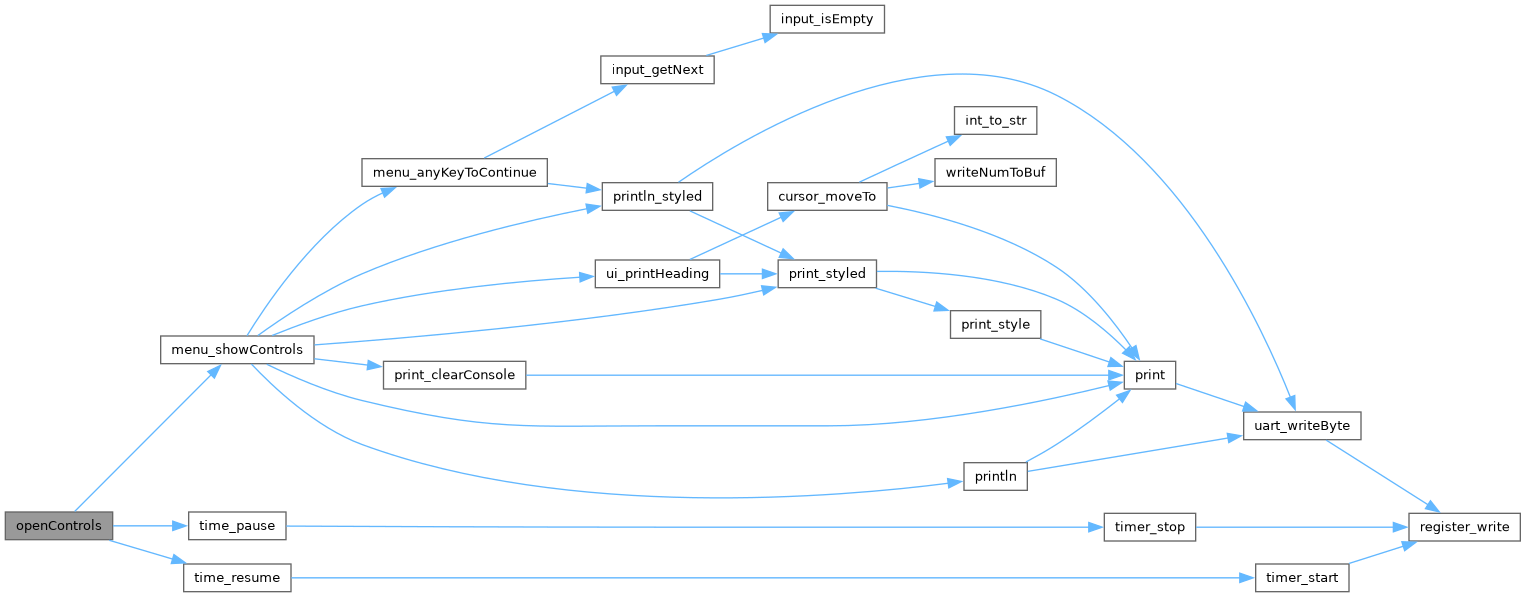 input_isEmpty
input_getNext
int_to_str
menu_anyKeyToContinue
writeNumToBuf
println_styled
cursor_moveTo
ui_printHeading
print_styled
print_style
menu_showControls
print_clearConsole
print
uart_writeByte
println
openControls
time_pause
timer_stop
register_write
time_resume
timer_start